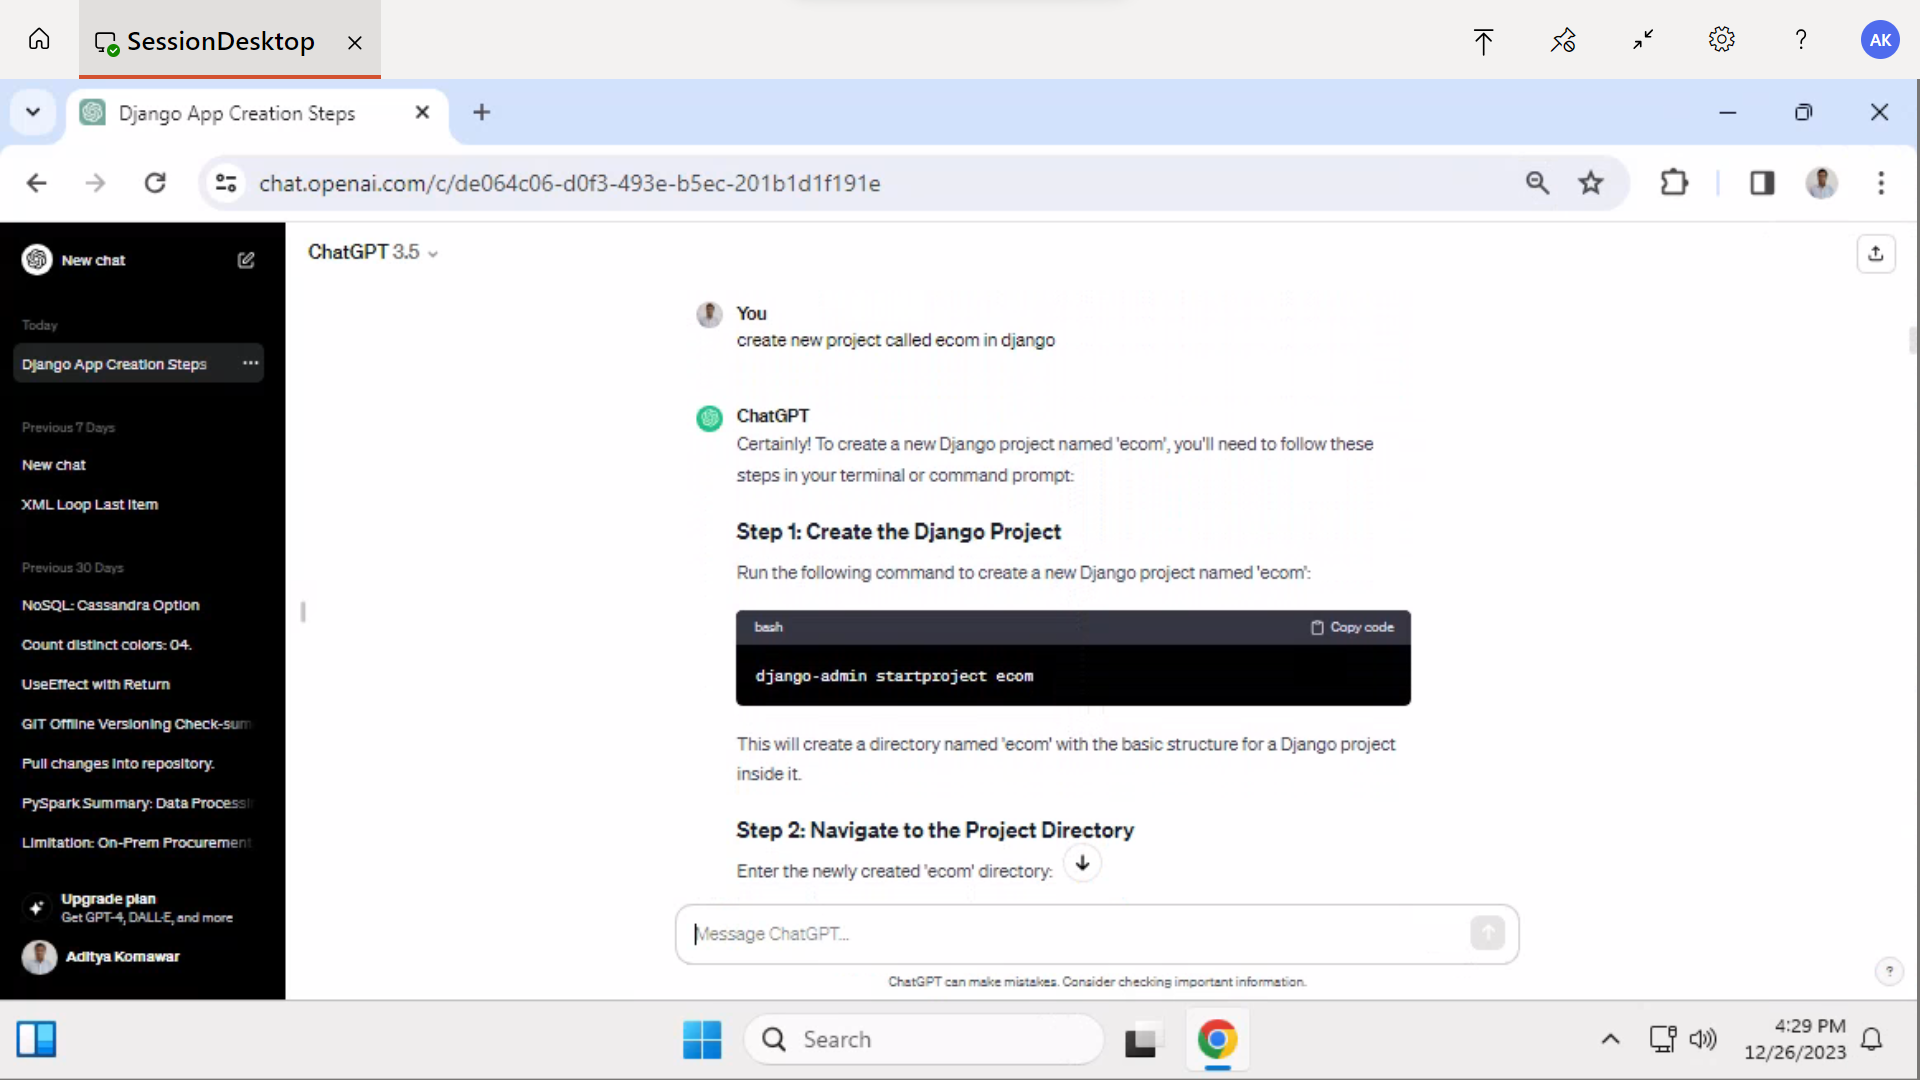 SessionDesktop
AK
Django App Creation Steps
chat.openai.com/c/de064c06-d0f3-493e-b5ec-201b1d1f191e
New chat
Today
Django App Creation Steps
Previous 7 Days
New chat
XML Loop Last Item
Previous 30 Days
NoSQL: Cassandra Option
Count distinct colors: 04.
UseEffect with Return
GIT Offline Versioning Check-sum
Pull changes into repository.
PySpark Summary: Data Processi
Limitation: On-Prem Procurement
Upgrade plan
Get GPT-4, DALL·E, and more
Aditya Komawar
ChatGPT 3.5
You
create new project called ecom in django
ChatGPT
Certainly! To create a new Django project named 'ecom', you'll need to follow these
steps in your terminal or command prompt:
Step 1: Create the Django Project
Run the following command to create a new Django project named 'ecom':
bash
Copy code
django-admin startproject ecom
This will create a directory named 'ecom' with the basic structure for a Django project
inside it.
Step 2: Navigate to the Project Directory
Enter the newly created 'ecom' directory:
Message ChatGPT...
ChatGPT can make mistakes. Consider checking important information.
?
Search
4:29 PM
12/26/2023